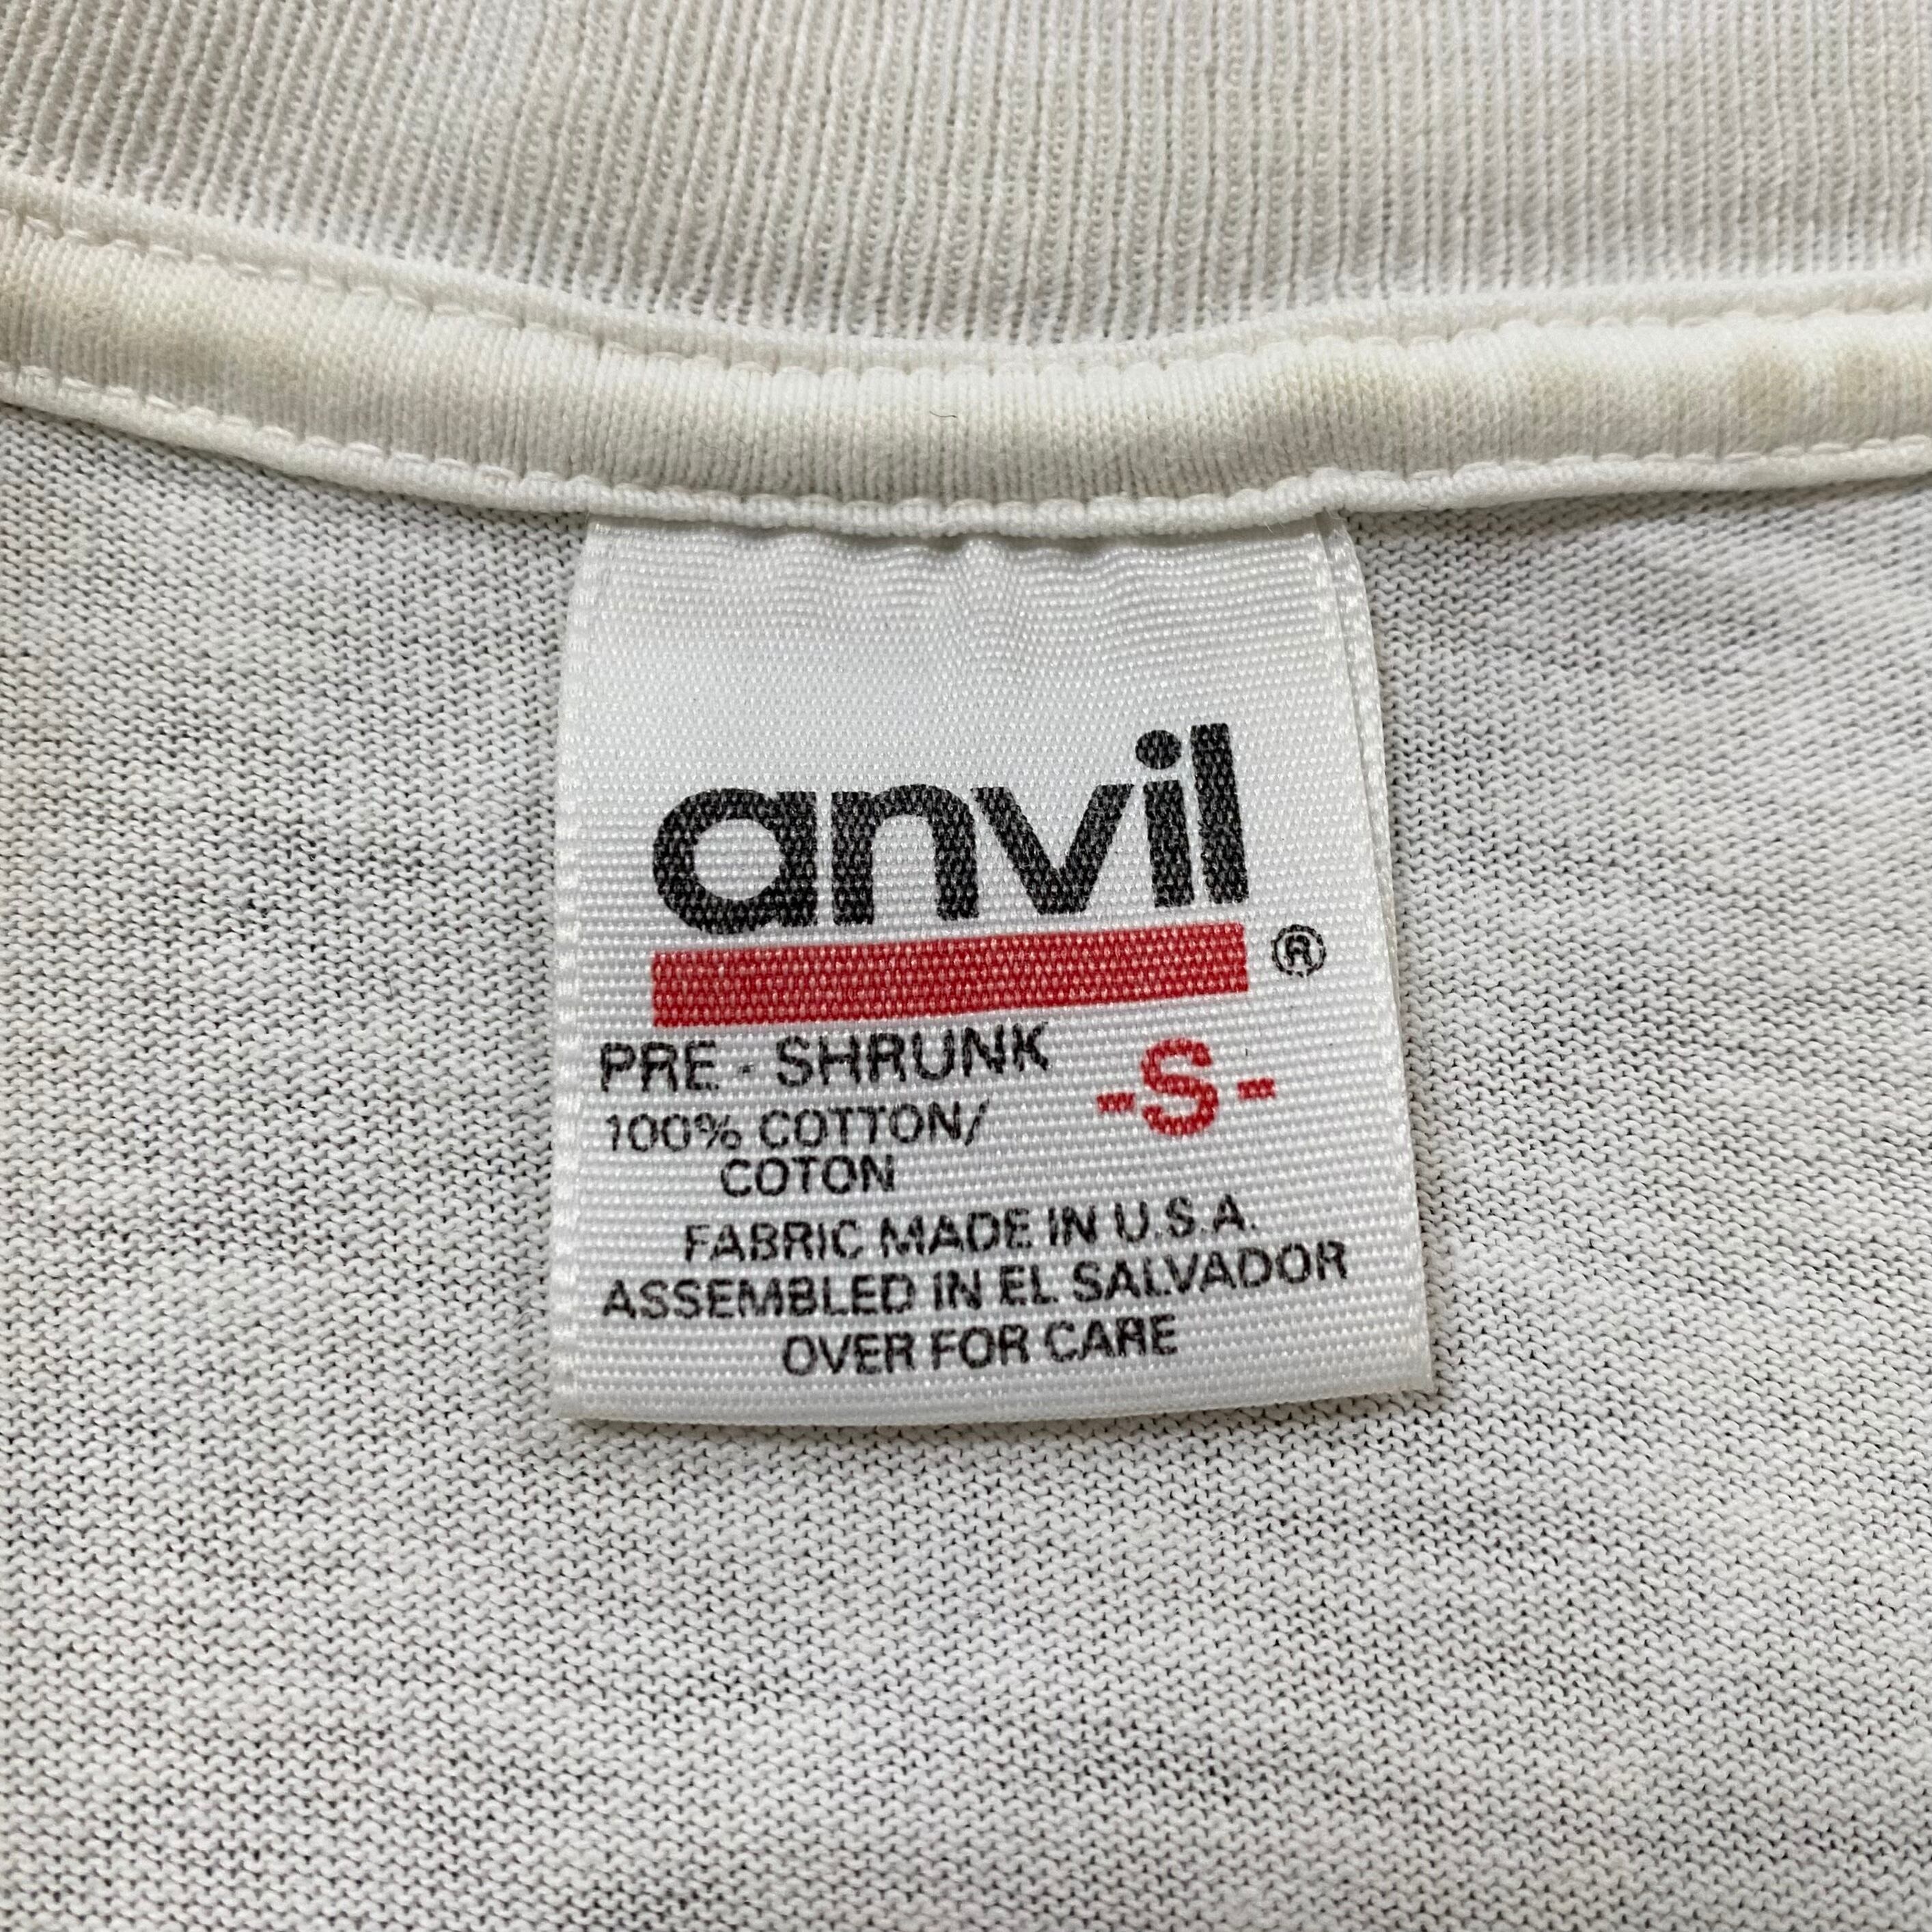 anvil
®
PRE - SHRUNK
-S-
100% COTTON/
COTON
FABRIC MADE IN U.S.A.
ASSEMBLED IN EL SALVADOR
OVER FOR CARE